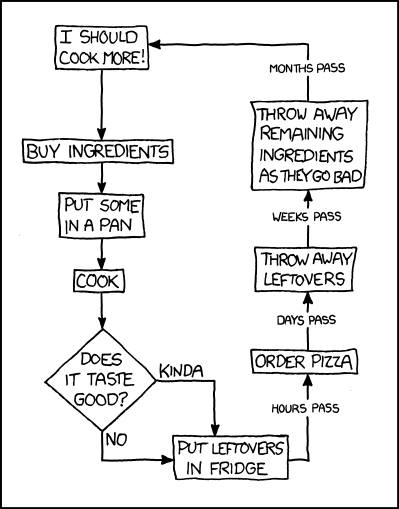 I SHOULD
COOK MORE!
BUY INGREDIENTS
PUT SOME
IN A PAN
COOK
DOES
IT TASTE
GOOD?
KINDA
NO
PUT LEFTOVERS
IN FRIDGE
HOURS PASS
ORDER PIZZA
DAYS PASS
THROW AWAY
LEFTOVERS
WEEKS PASS
THROW AWAY
REMAINING
INGREDIENTS
AS THEY GO BAD
MONTHS PASS